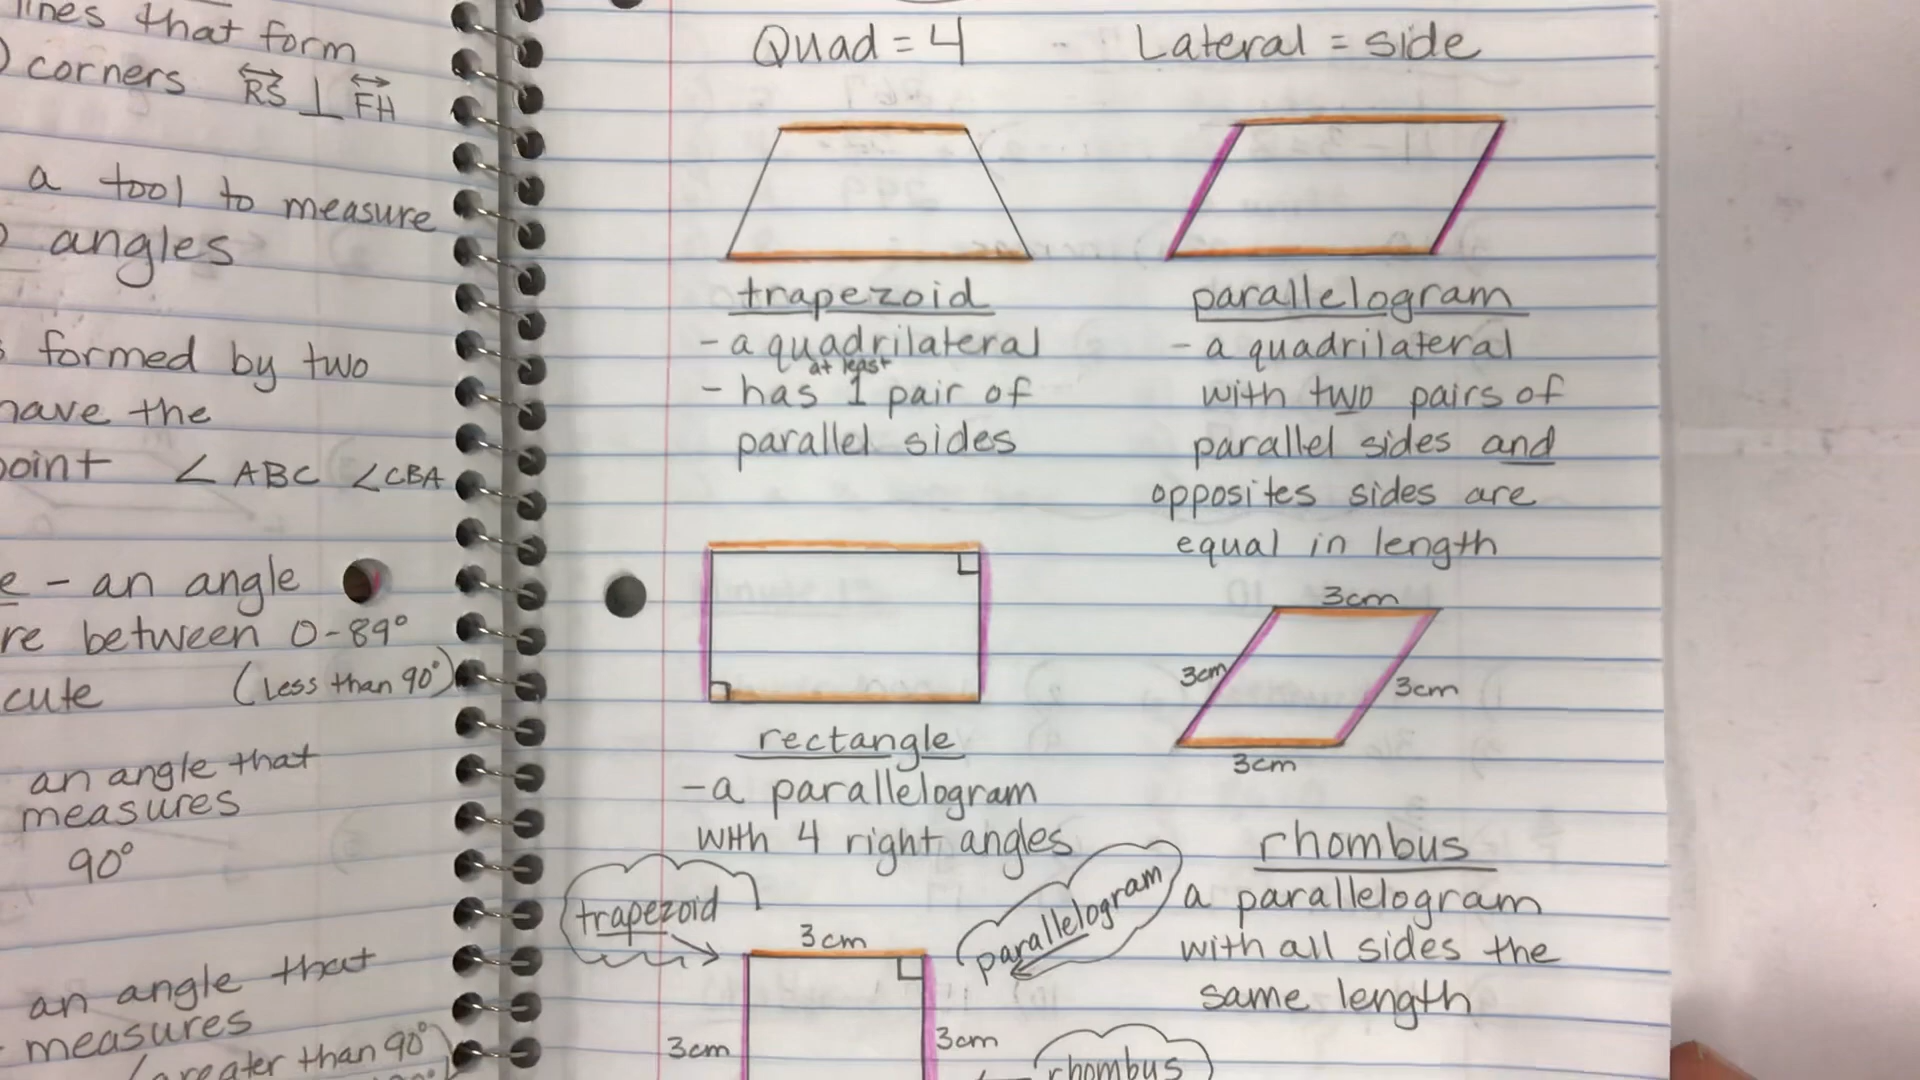 lines that form
corners RS ⊥ FH
a tool to measure
angles
formed by two
have the
point ∠ABC ∠CBA
e - an angle
re between 0-89°
cute (Less than 90°)
an angle that
measures
90°
an angle that
measures
(greater than 90°
Quad = 4
Lateral = side
trapezoid
- a quadrilateral
at least
- has 1 pair of
parallel sides
parallelogram
- a quadrilateral
with two pairs of
parallel sides and
opposites sides are
equal in length
rectangle
- a parallelogram
with 4 right angles
3cm
3cm
3cm
3cm
rhombus
a parallelogram
with all sides the
same length
trapezoid
parallelogram
3cm
3cm
3cm
rhombus